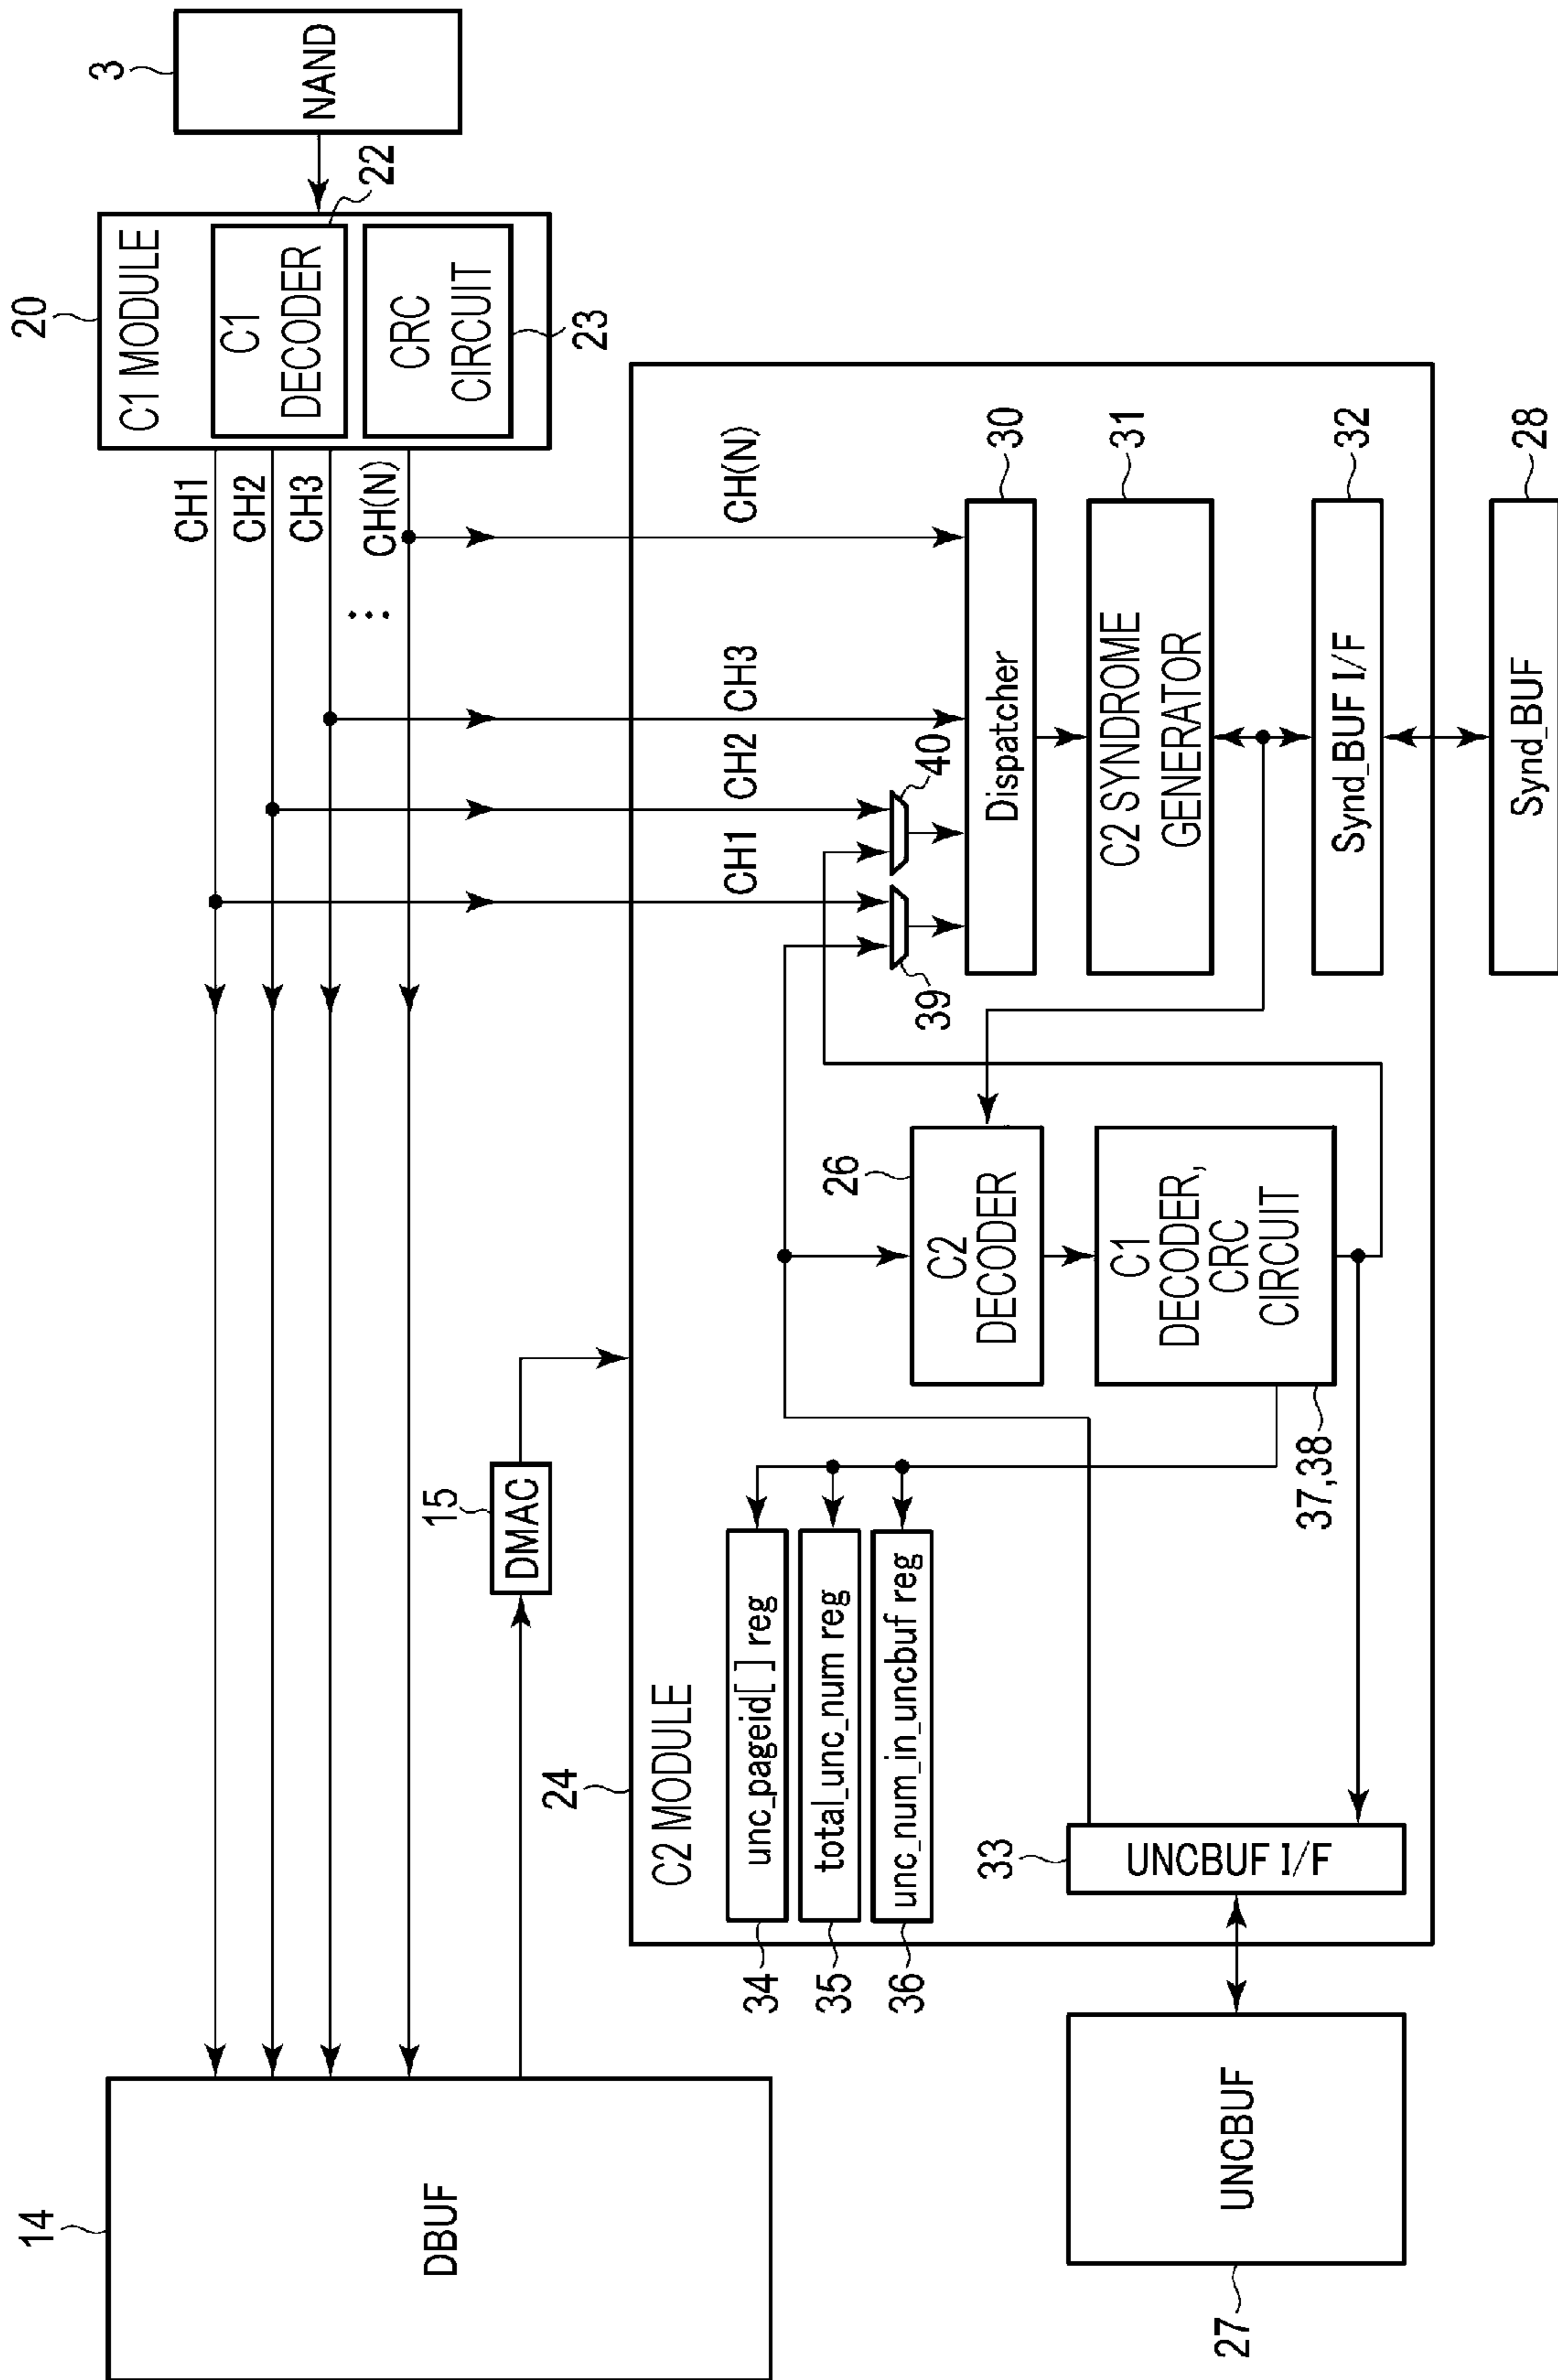 14
DBUF
CH1
CH2
CH3
CH(N)
⋮
20
C1 MODULE
C1
DECODER
22
CRC
CIRCUIT
23
3
NAND
15
DMAC
24
C2 MODULE
34
unc_pageid[ ] reg
35
total_unc_num reg
36
unc_num_in_uncbuf reg
26
C2
DECODER
C1
DECODER,
CRC
CIRCUIT
37,38
CH1
CH2
CH3
CH(N)
39
40
Dispatcher
30
C2 SYNDROME
GENERATOR
31
Synd_BUF I/F
32
Synd_BUF
28
33
UNCBUF I/F
27
UNCBUF